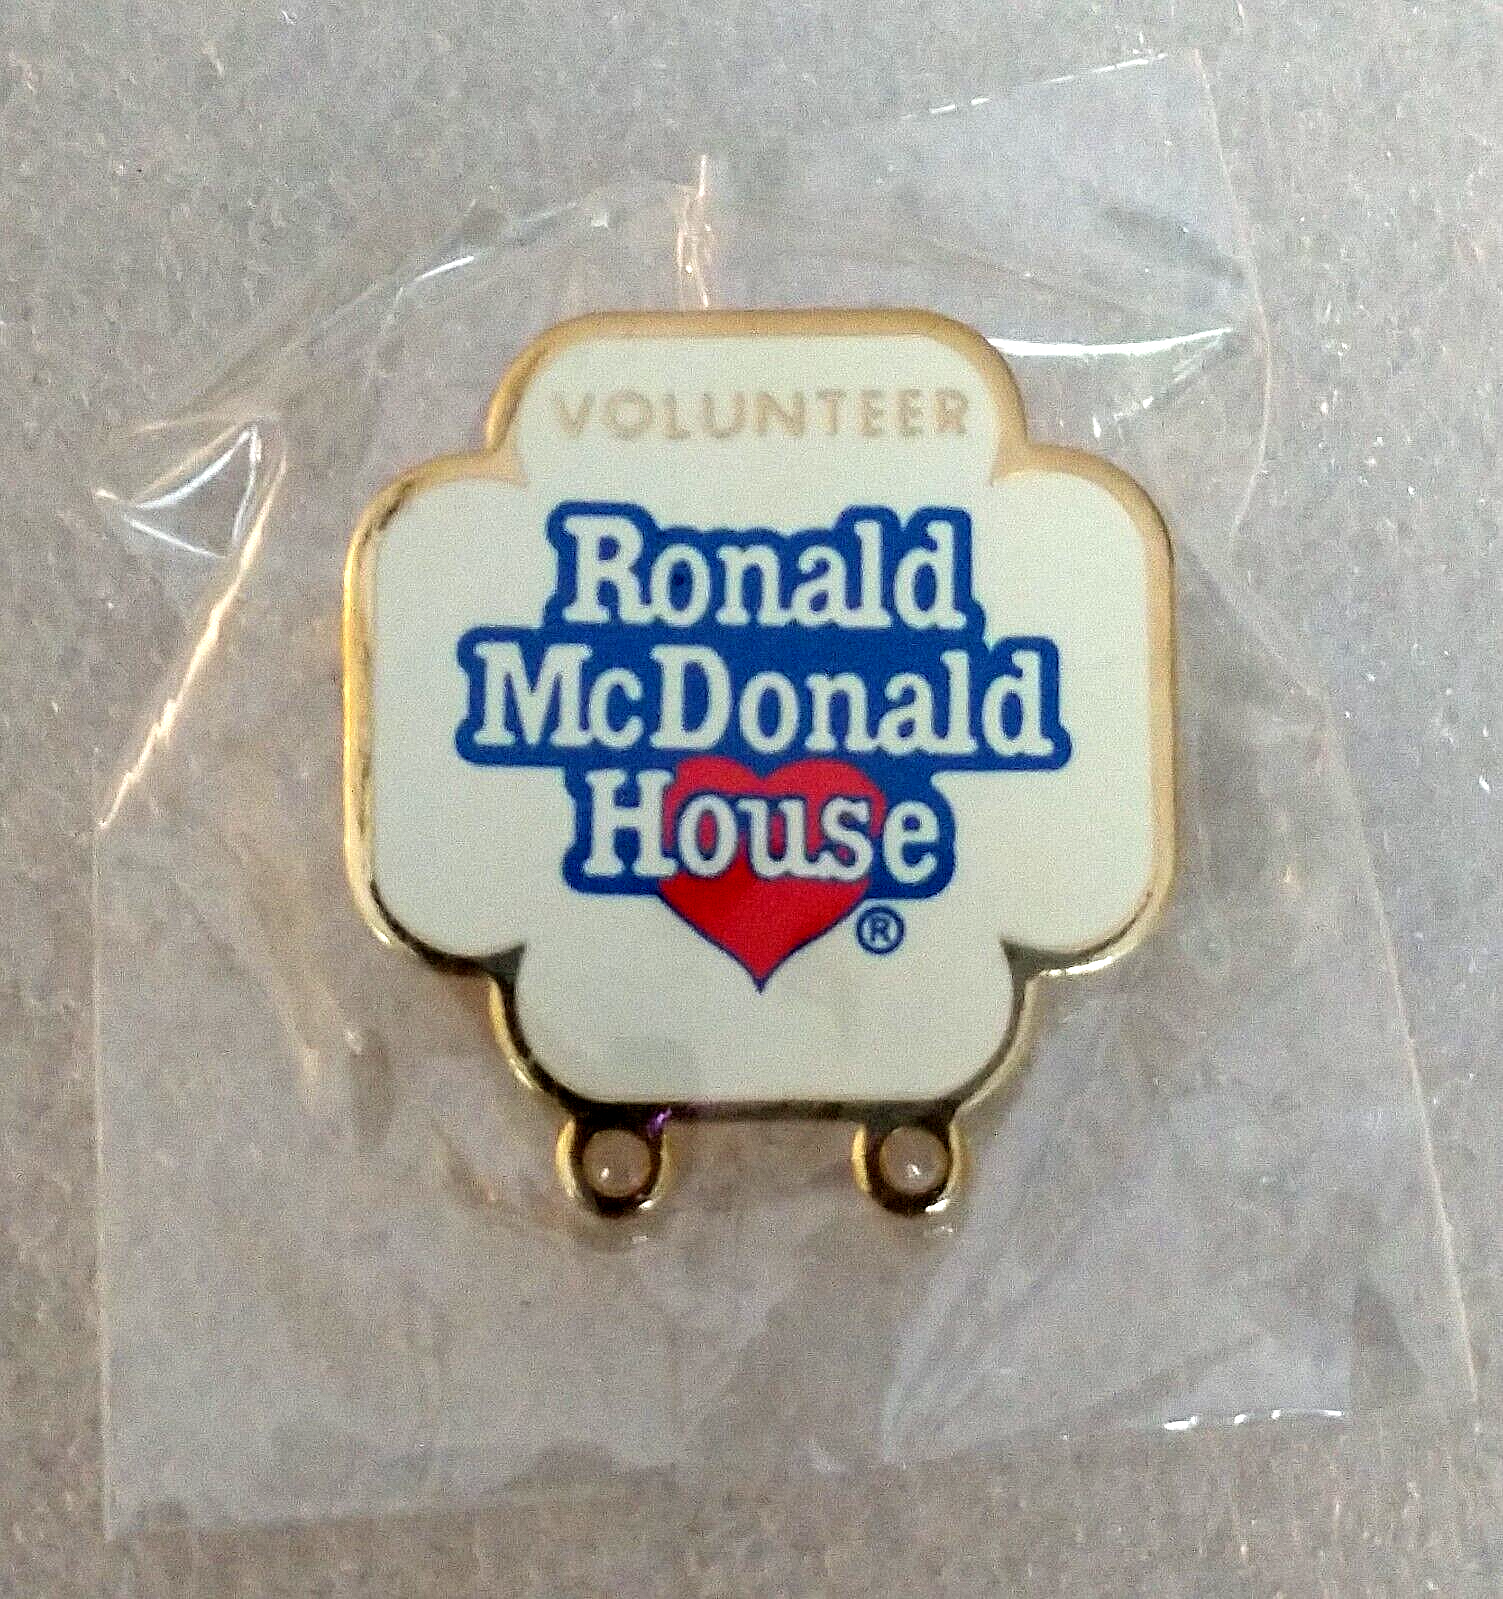 VOLUNTEER
Ronald
McDonald
House
®